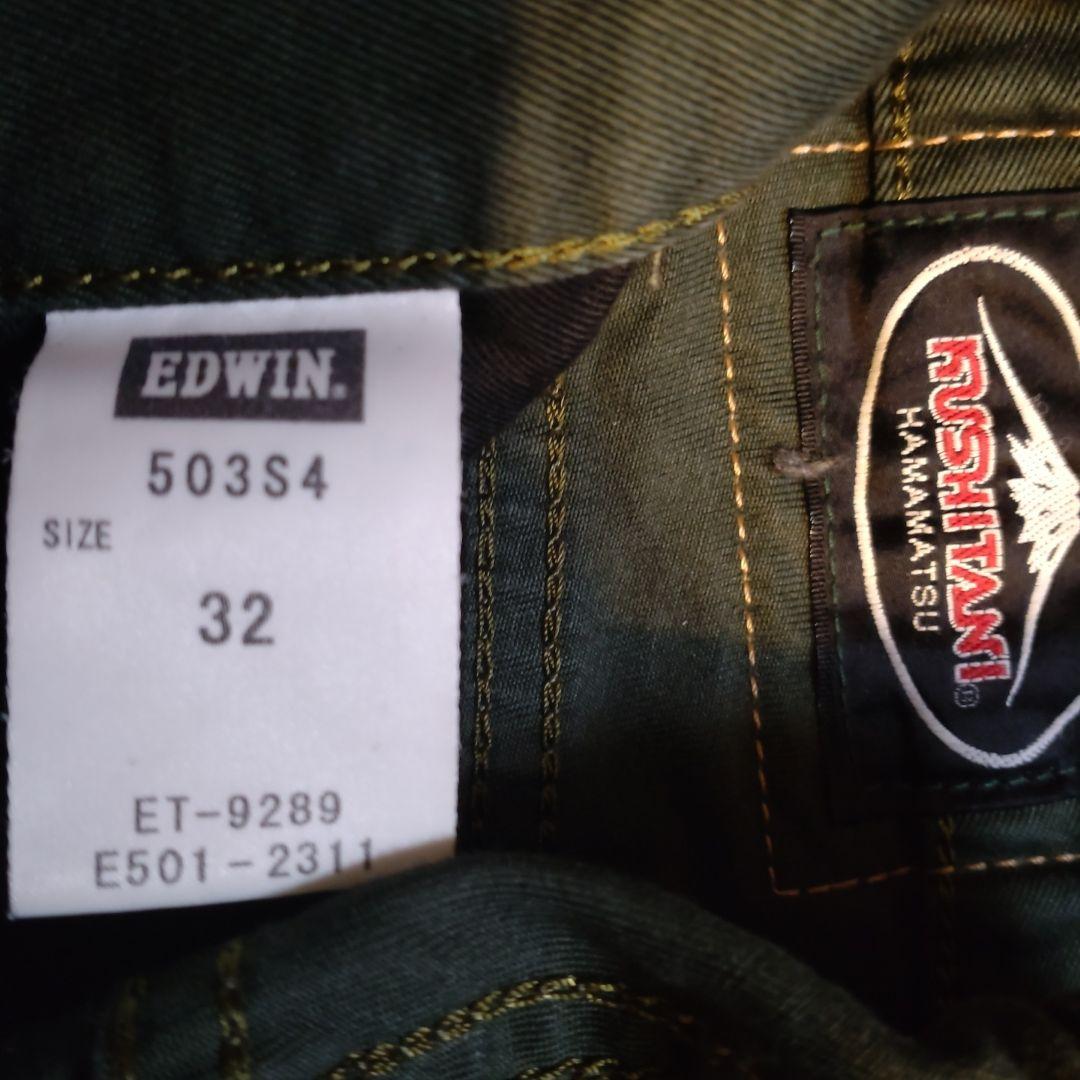 EDWIN.
503S4
SIZE
32
ET-9289
E501-2311
KUSHITANI®
HAMAMATSU